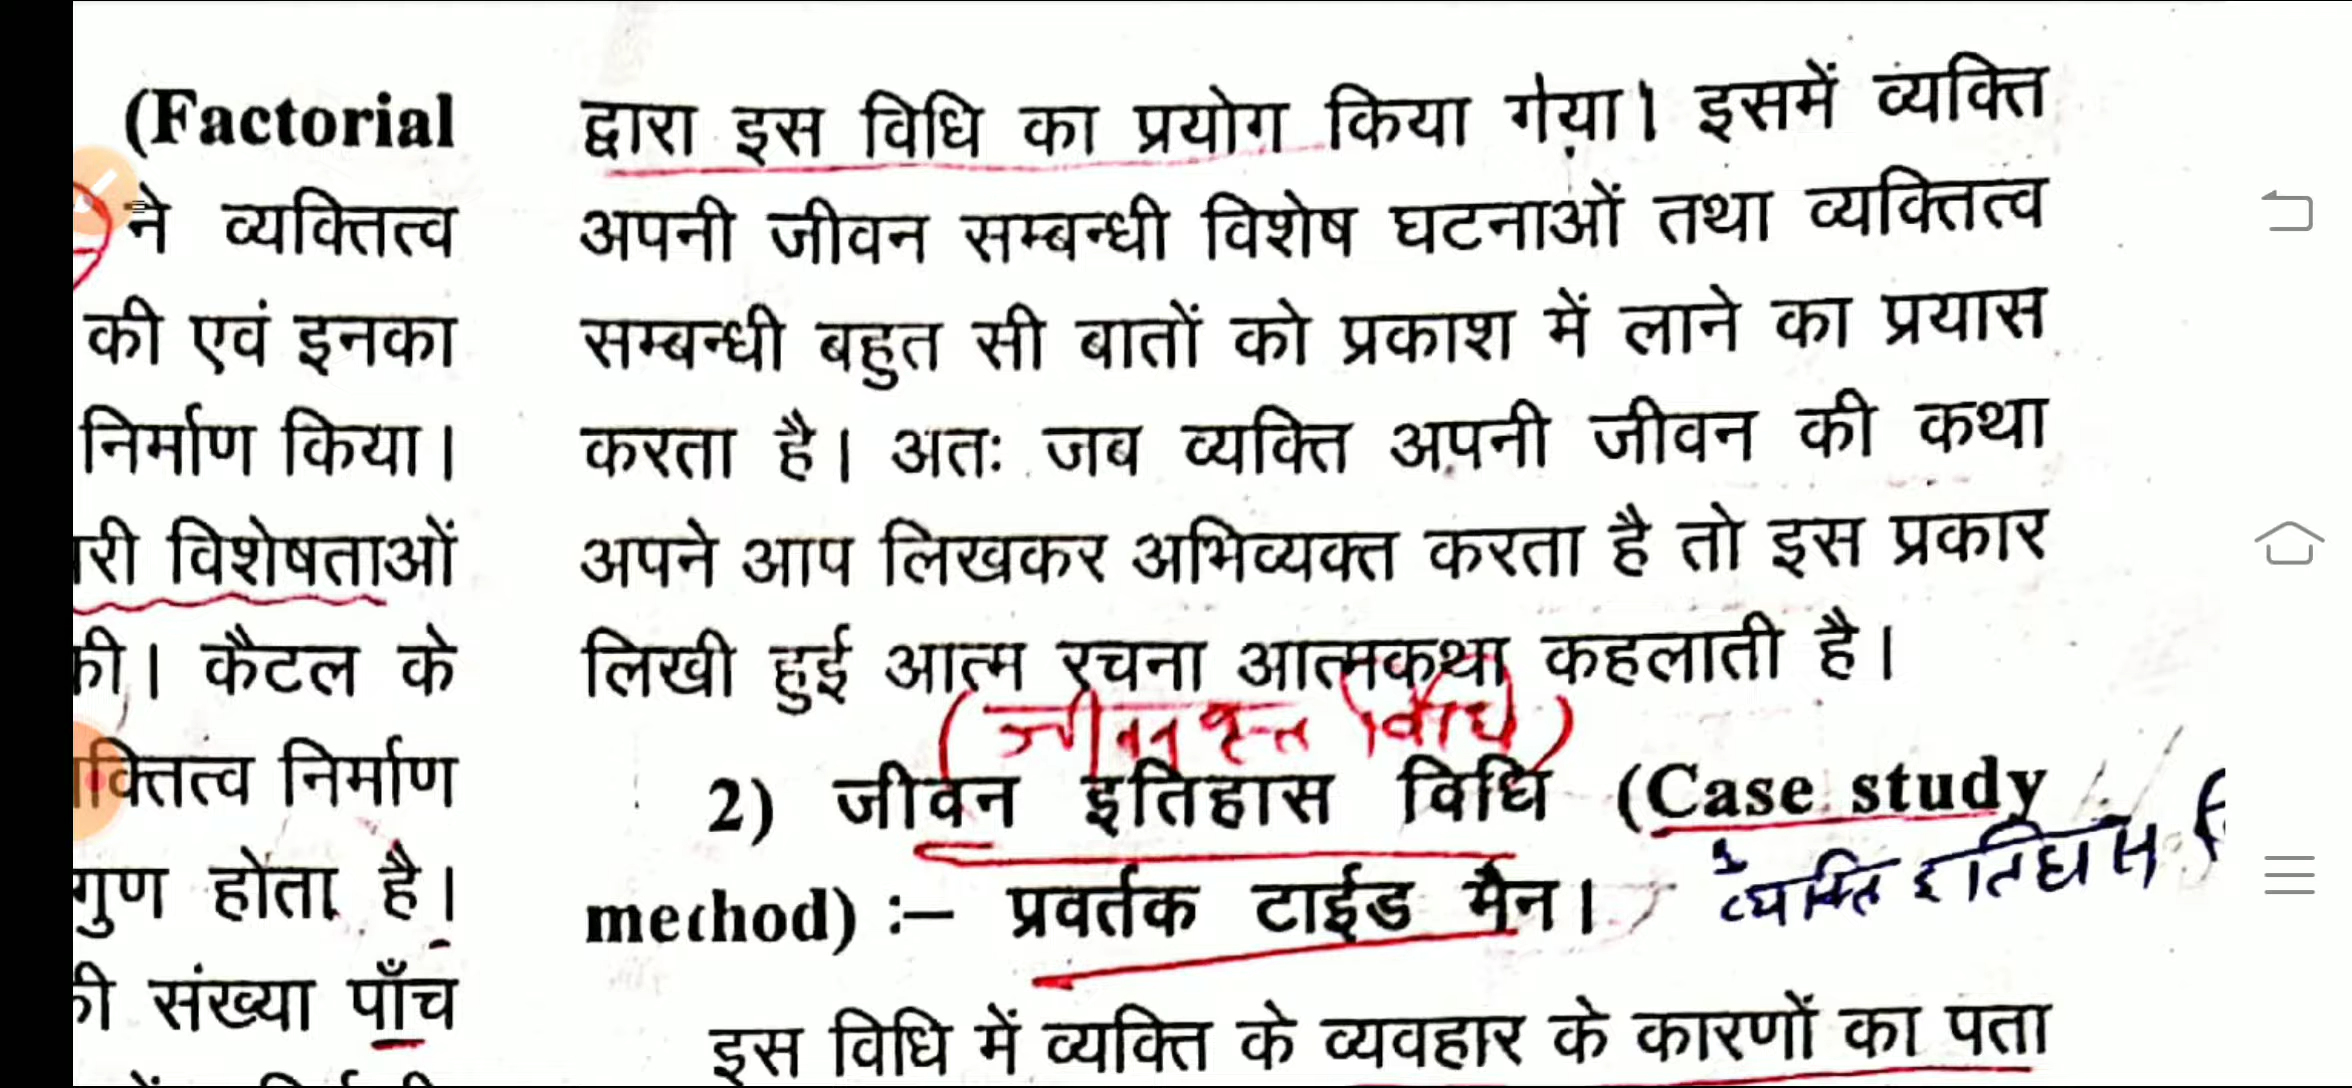 (Factorial
ने व्यक्तित्व
की एवं इनका
निर्माण किया।
विशेषताओं
की। कैटल के
निर्माण
गुण होता है।
की संख्या पाँच
द्वारा इस विधि का प्रयोग किया गया। इसमें व्यक्ति
अपनी जीवन सम्बन्धी विशेष घटनाओं तथा व्यक्तित्व
सम्बन्धी बहुत सी बातों को प्रकाश में लाने का प्रयास
करता है। अतः जब व्यक्ति अपनी जीवन की कथा
अपने आप लिखकर अभिव्यक्त करता है तो इस प्रकार
लिखी हुई आत्म रचना आत्मकथा कहलाती है।
विधि)
2) जीवन इतिहास विधि (Case study
method) :– प्रवर्तक टाईड मैन।
व्यक्ति इतिहास
इस विधि में व्यक्ति के व्यवहार के कारणों का पता